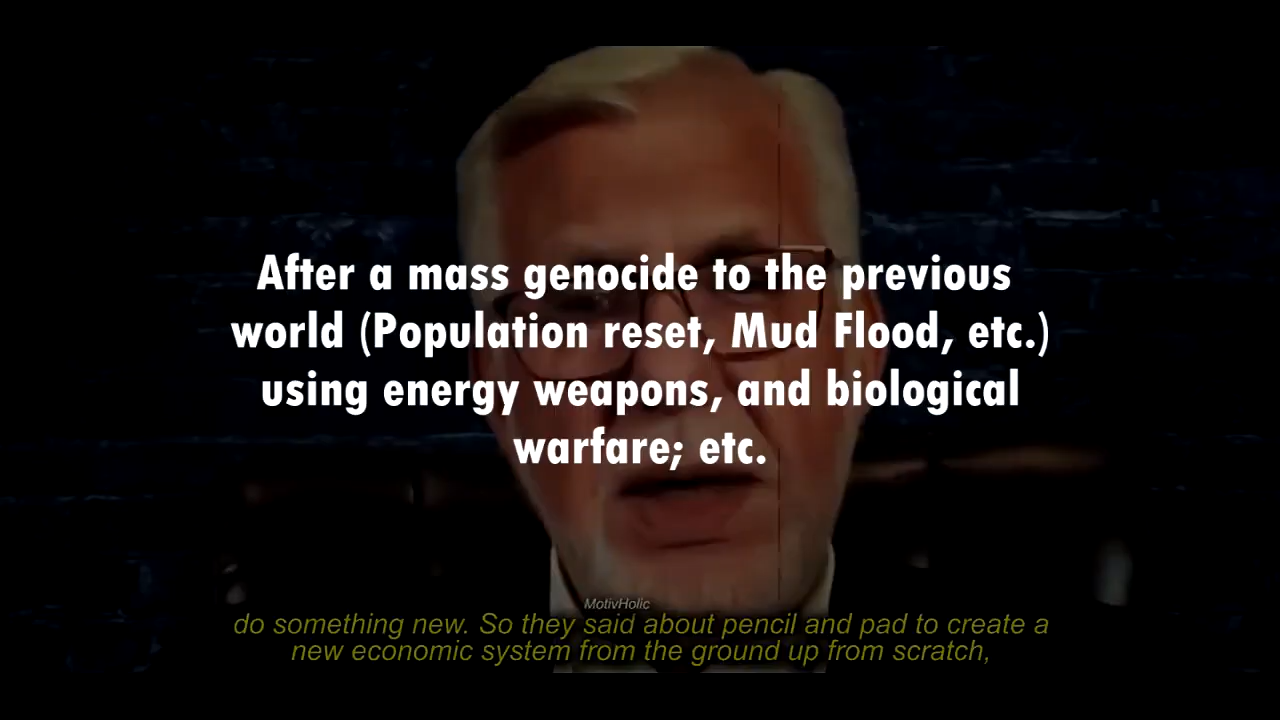 After a mass genocide to the previous
world (Population reset, Mud Flood, etc.)
using energy weapons, and biological
warfare; etc.
MotivHolic
do something new. So they said about pencil and pad to create a
new economic system from the ground up from scratch,